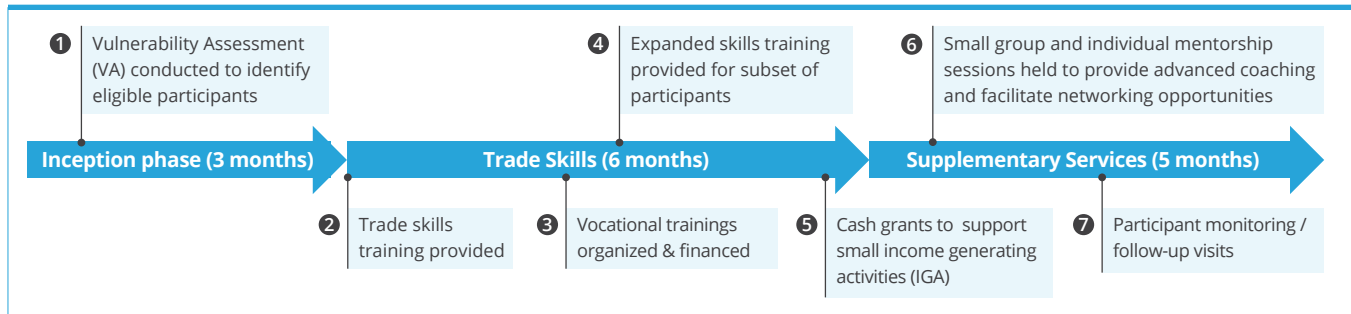 1 Vulnerability Assessment
(VA) conducted to identify
eligible participants
4 Expanded skills training
provided for subset of
participants
6 Small group and individual mentorship
sessions held to provide advanced coaching
and facilitate networking opportunities
Inception phase (3 months)
Trade Skills (6 months)
Supplementary Services (5 months)
2 Trade skills
training provided
3 Vocational trainings
organized & financed
5 Cash grants to support
small income generating
activities (IGA)
7 Participant monitoring /
follow-up visits